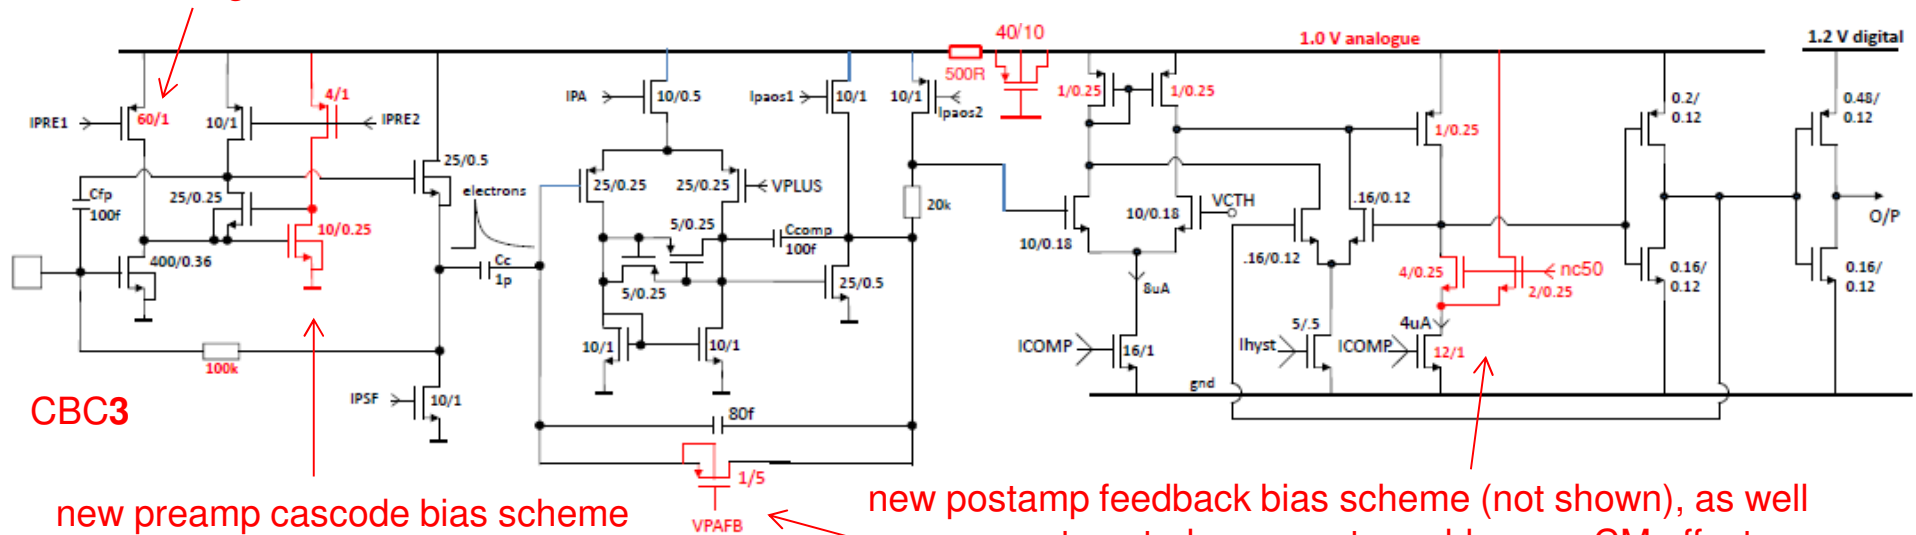 40/10
1.0 V analogue
1.2 V digital
500R
4/1
IPRE1
60/1
10/1
IPRE2
IPA
10/0.5
Ipaos1
10/1
10/1
Ipaos2
1/0.25
1/0.25
1/0.25
0.2/
0.12
0.48/
0.12
25/0.5
electrons
Cfp
100f
25/0.25
25/0.25
25/0.25
VPLUS
20k
VCTH
.16/0.12
10/0.18
O/P
10/0.25
5/0.25
Ccomp
100f
10/0.18
.16/0.12
400/0.36
Cc
1p
5/0.25
25/0.5
8uA
4/0.25
nc50
2/0.25
0.16/
0.12
0.16/
0.12
100k
10/1
10/1
ICOMP
16/1
Ihyst
5/.5
ICOMP
4uA
12/1
gnd
CBC3
IPSF
10/1
80f
1/5
VPAFB
new preamp cascode bias scheme
new postamp feedback bias scheme (not shown), as well